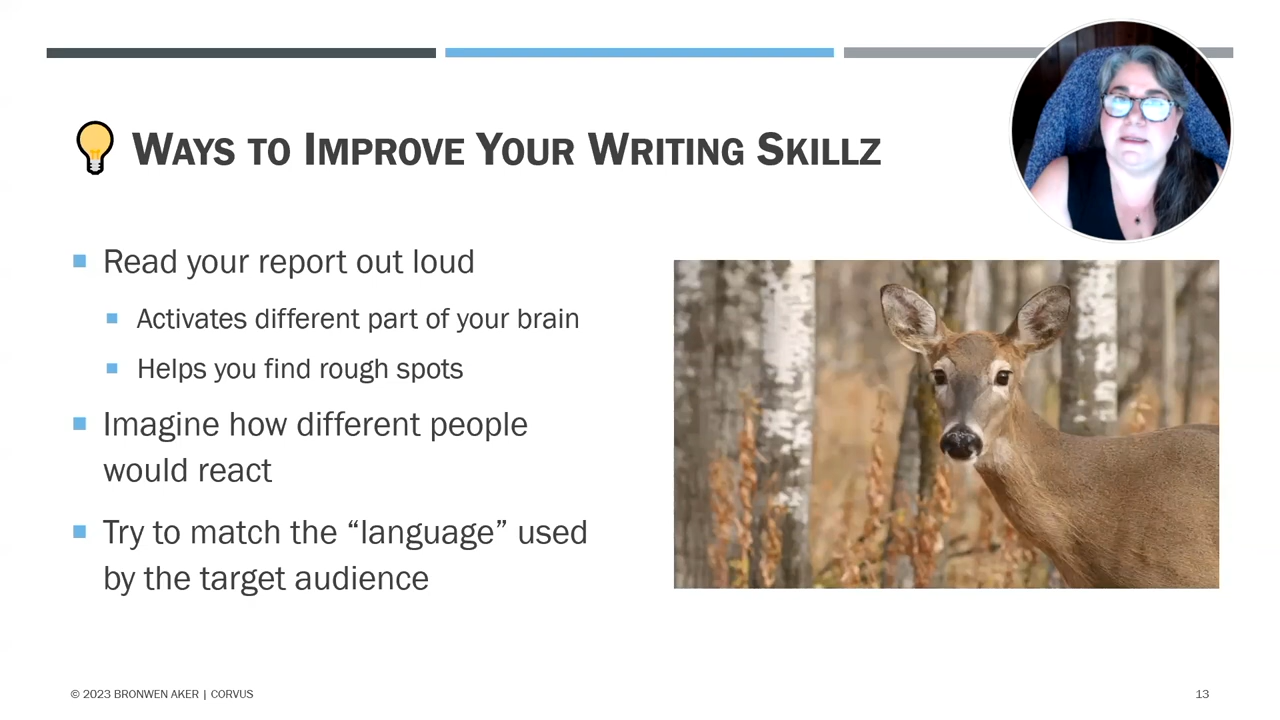 Ways to Improve Your Writing Skillz
Read your report out loud
Activates different part of your brain
Helps you find rough spots
Imagine how different people
would react
Try to match the “language” used
by the target audience
© 2023 BRONWEN AKER | CORVUS
13